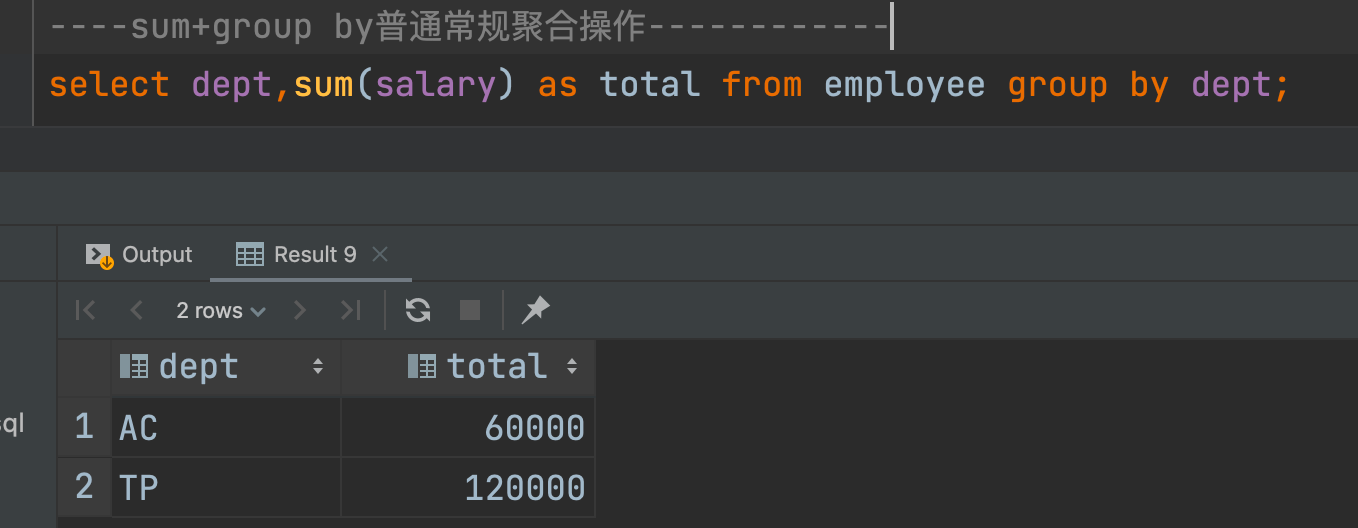 ----sum+group by普通常规聚合操作------------
select dept,sum(salary) as total from employee group by dept;
Output
Result 9
2 rows
dept total
1 AC 60000
ql
2 TP 120000